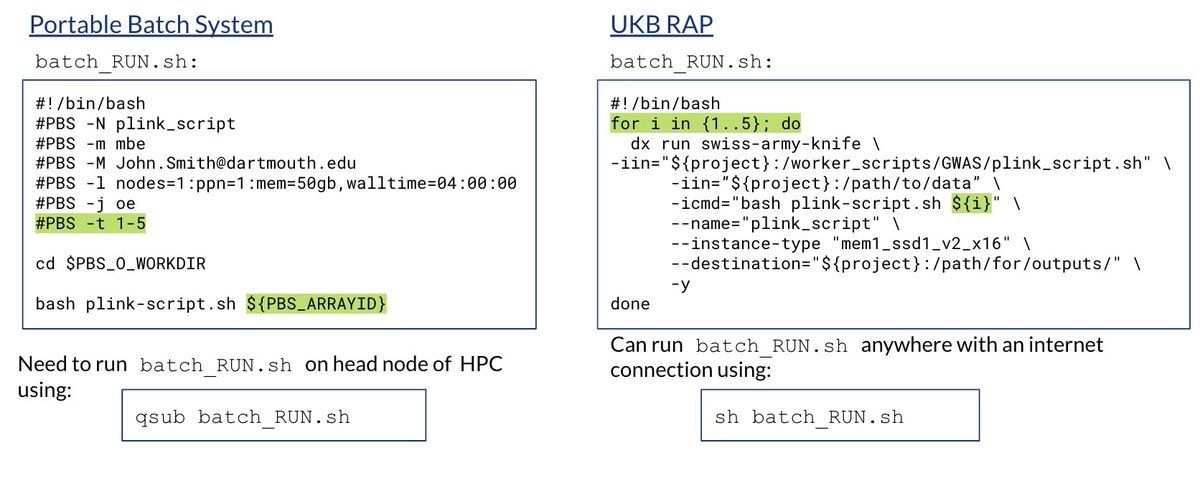 Portable Batch System
batch_RUN.sh:
#!/bin/bash
#PBS -N plink_script
#PBS -m mbe
#PBS -M John.Smith@dartmouth.edu
#PBS -l nodes=1:ppn=1:mem=50gb,walltime=04:00:00
#PBS -j oe
#PBS -t 1-5
cd $PBS_O_WORKDIR
bash plink-script.sh ${PBS_ARRAYID}
Need to run batch_RUN.sh on head node of HPC
using:
qsub batch_RUN.sh
UKB RAP
batch_RUN.sh:
#!/bin/bash
for i in {1..5}; do
dx run swiss-army-knife \
-iin="${project}:/worker_scripts/GWAS/plink_script.sh" \
-iin=”${project}:/path/to/data” \
-icmd="bash plink-script.sh ${i}" \
--name="plink_script" \
--instance-type "mem1_ssd1_v2_x16" \
--destination="${project}:/path/for/outputs/" \
-y
done
Can run batch_RUN.sh anywhere with an internet
connection using:
sh batch_RUN.sh